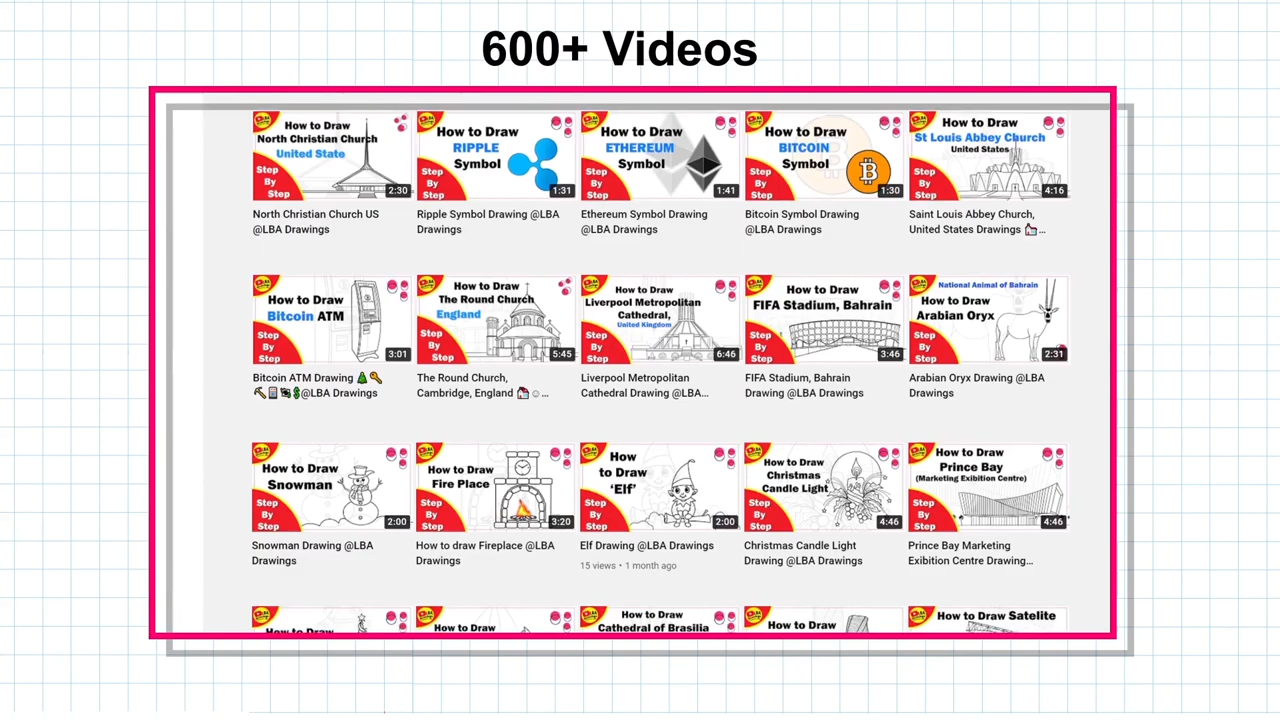 600+ Videos
How to Draw
North Christian Church
United State
Step
By
Step
2:30
North Christian Church US
@LBA Drawings
How to Draw
RIPPLE
Symbol
Step
By
Step
1:31
Ripple Symbol Drawing @LBA
Drawings
How to Draw
ETHEREUM
Symbol
Step
By
Step
1:41
Ethereum Symbol Drawing
@LBA Drawings
How to Draw
BITCOIN
Symbol
Step
By
Step
1:30
Bitcoin Symbol Drawing
@LBA Drawings
How to Draw
St Louis Abbey Church
United States
Step
By
Step
4:16
Saint Louis Abbey Church,
United States Drawings 🏠...
How to Draw
Bitcoin ATM
Step
By
Step
3:01
Bitcoin ATM Drawing
@LBA Drawings
How to Draw
The Round Church
England
Step
By
Step
5:45
The Round Church,
Cambridge, England 🏠☺...
How to Draw
Liverpool Metropolitan
Cathedral,
United Kingdom
Step
By
Step
6:46
Liverpool Metropolitan
Cathedral Drawing @LBA...
How to Draw
FIFA Stadium, Bahrain
Step
By
Step
3:46
FIFA Stadium, Bahrain
Drawing @LBA Drawings
National Animal of Bahrain
How to Draw
Arabian Oryx
Step
By
Step
2:31
Arabian Oryx Drawing @LBA
Drawings
How to Draw
Snowman
Step
By
Step
2:00
Snowman Drawing @LBA
Drawings
How to Draw
Fire Place
Step
By
Step
3:20
How to draw Fireplace @LBA
Drawings
How
to Draw
'Elf'
Step
By
Step
2:00
Elf Drawing @LBA Drawings
15 views • 1 month ago
How to Draw
Christmas
Candle Light
Step
By
Step
4:46
Christmas Candle Light
Drawing @LBA Drawings
How to Draw
Prince Bay
(Marketing Exibition Centre)
Step
By
Step
4:46
Prince Bay Marketing
Exibition Centre Drawing...
How to Draw
How to Draw
How to Draw
Cathedral of Brasilia
How to Draw
How to Draw Satelite